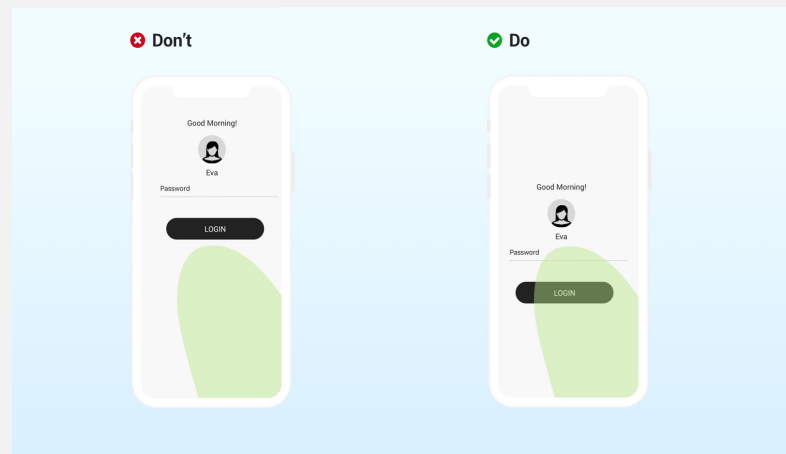 Don't
Good Morning!
Eva
Password
LOGIN
Do
Good Morning!
Eva
Password
LOGIN